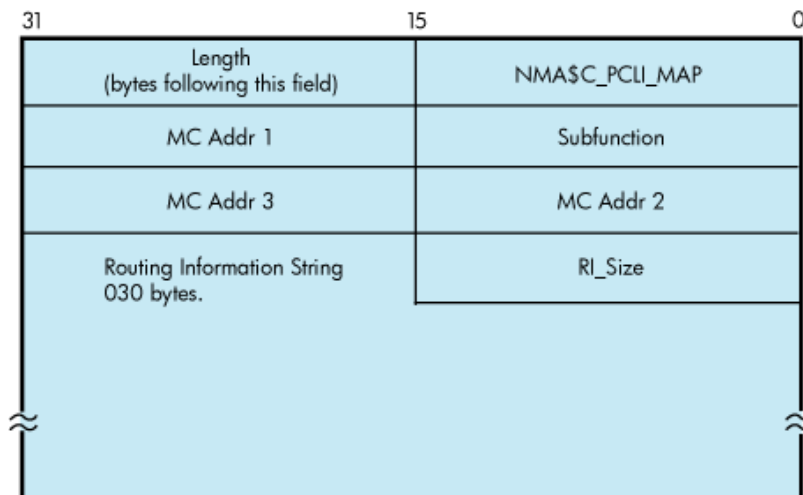 31 15 0
Length
(bytes following this field)
NMA$C_PCLI_MAP
MC Addr 1
Subfunction
MC Addr 3
MC Addr 2
Routing Information String
030 bytes.
RI_Size